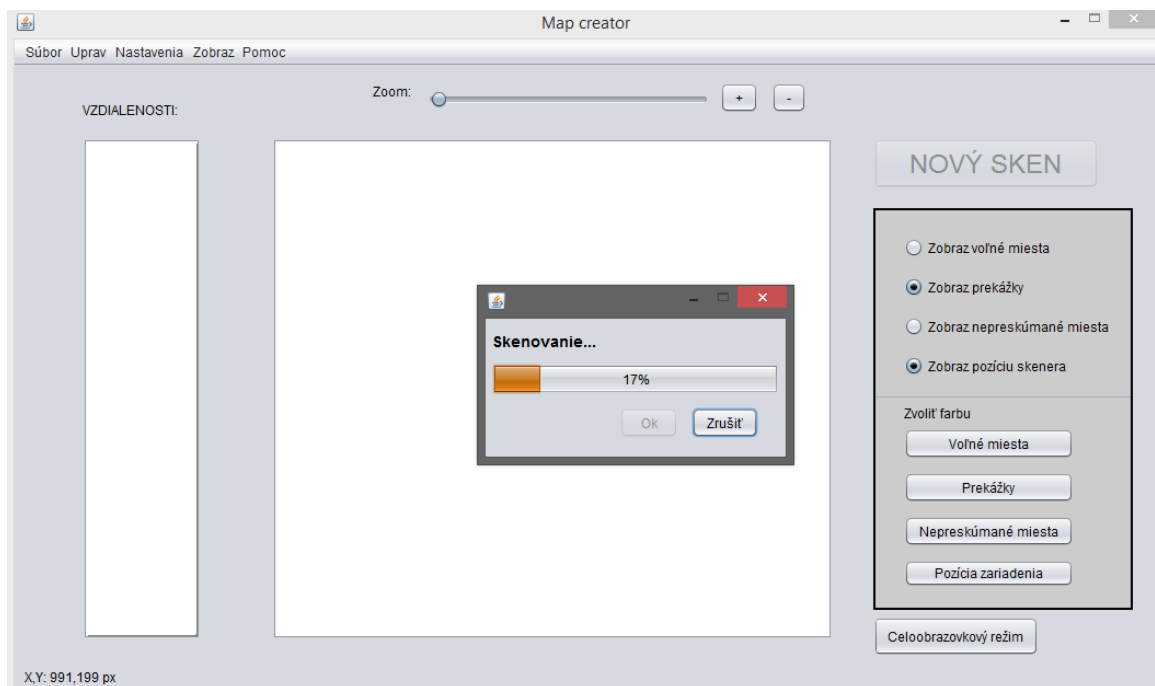 Map creator
Súbor Uprav Nastavenia Zobraz Pomoc
Zoom:
+
-
VZDIALENOSTI:
NOVÝ SKEN
Zobraz voľné miesta
Zobraz prekážky
Zobraz nepreskúmané miesta
Zobraz pozíciu skenera
Skenovanie...
17%
Ok
Zrušiť
Zvoliť farbu
Voľné miesta
Prekážky
Nepreskúmané miesta
Pozícia zariadenia
Celoobrazovkový režim
X,Y: 991,199 px